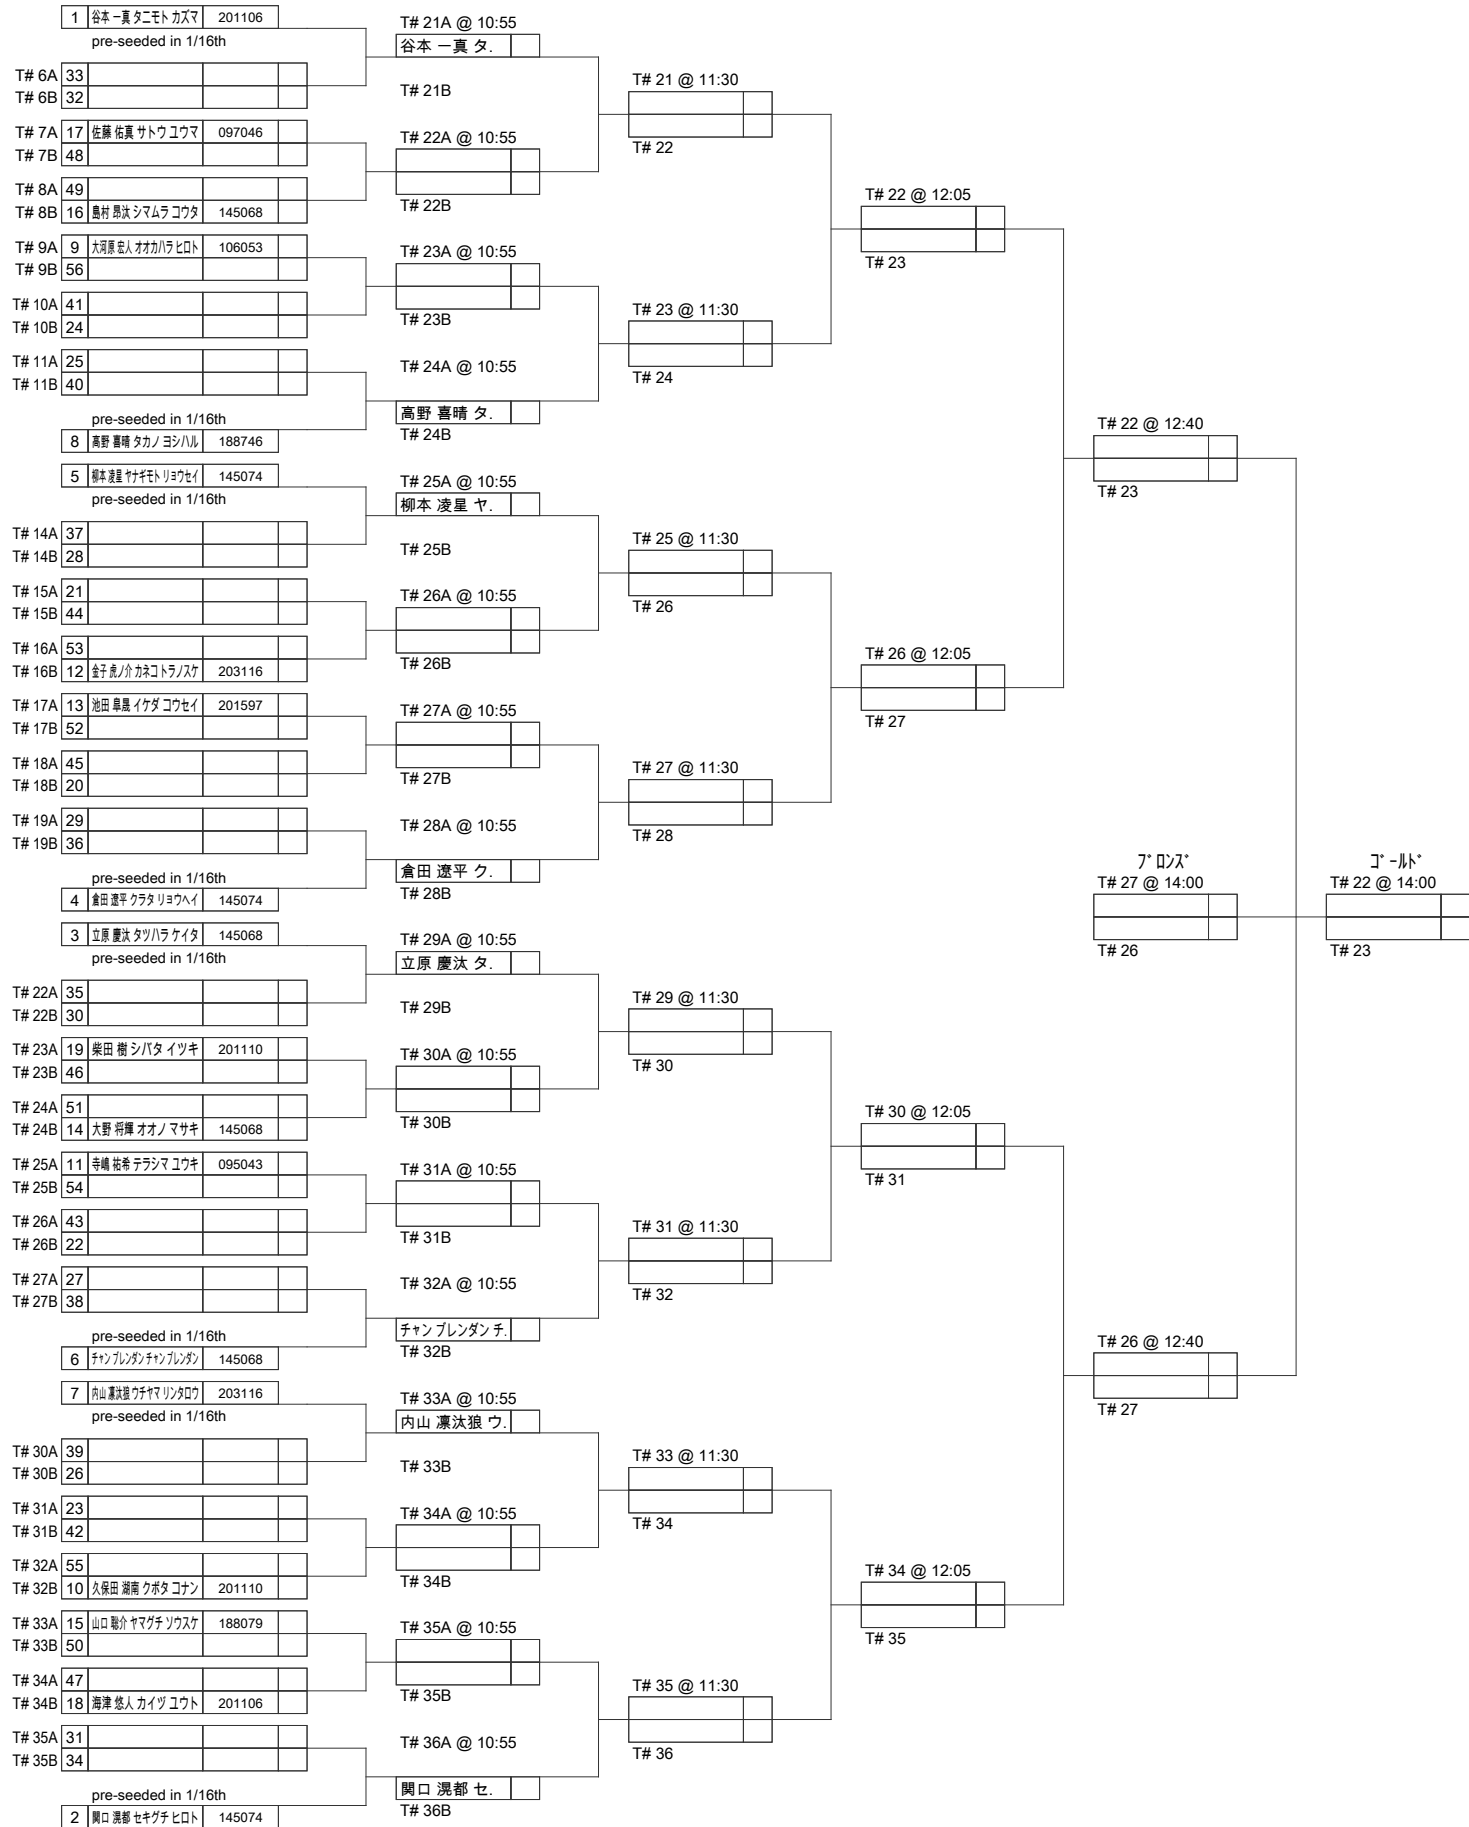 1 谷本 一真 タニモト カズマ 201106
pre-seeded in 1/16th
T# 6A 33
T# 6B 32
T# 7A 17 佐藤 佑真 サトウ ユウマ 097046
T# 7B 48
T# 8A 49
T# 8B 16 島村 昂汰 シマムラ コウタ 145068
T# 9A 9 大河原 宏人 オオカハラ ヒロト 106053
T# 9B 56
T# 10A 41
T# 10B 24
T# 11A 25
T# 11B 40
pre-seeded in 1/16th
8 高野 喜晴 タカノ ヨシハル 188746
5 柳本 凌星 ヤナギモト リョウセイ 145074
pre-seeded in 1/16th
T# 14A 37
T# 14B 28
T# 15A 21
T# 15B 44
T# 16A 53
T# 16B 12 金子 虎ノ介 カネコ トラノスケ 203116
T# 17A 13 池田 皐晟 イケダ コウセイ 201597
T# 17B 52
T# 18A 45
T# 18B 20
T# 19A 29
T# 19B 36
pre-seeded in 1/16th
4 倉田 遼平 クラタ リョウヘイ 145074
3 立原 慶汰 タツハラ ケイタ 145068
pre-seeded in 1/16th
T# 22A 35
T# 22B 30
T# 23A 19 柴田 樹 シバタ イツキ 201110
T# 23B 46
T# 24A 51
T# 24B 14 大野 将輝 オオノ マサキ 145068
T# 25A 11 寺嶋 祐希 テラシマ ユウキ 095043
T# 25B 54
T# 26A 43
T# 26B 22
T# 27A 27
T# 27B 38
pre-seeded in 1/16th
6 チャン ブレンダン チャン ブレンダン 145068
7 内山 凛汰狼 ウチヤマ リンタロウ 203116
pre-seeded in 1/16th
T# 30A 39
T# 30B 26
T# 31A 23
T# 31B 42
T# 32A 55
T# 32B 10 久保田 湖南 クボタ コナン 201110
T# 33A 15 山口 聡介 ヤマグチ ソウスケ 188079
T# 33B 50
T# 34A 47
T# 34B 18 海津 悠人 カイヅ ユウト 201106
T# 35A 31
T# 35B 34
pre-seeded in 1/16th
2 関口 滉都 セキグチ ヒロト 145074
T# 21A @ 10:55
谷本 一真 タ.
T# 21B
T# 22A @ 10:55
T# 22B
T# 23A @ 10:55
T# 23B
T# 24A @ 10:55
高野 喜晴 タ.
T# 24B
T# 25A @ 10:55
柳本 凌星 ヤ.
T# 25B
T# 26A @ 10:55
T# 26B
T# 27A @ 10:55
T# 27B
T# 28A @ 10:55
倉田 遼平 ク.
T# 28B
T# 29A @ 10:55
立原 慶汰 タ.
T# 29B
T# 30A @ 10:55
T# 30B
T# 31A @ 10:55
T# 31B
T# 32A @ 10:55
チャン ブレンダン チ.
T# 32B
T# 33A @ 10:55
内山 凛汰狼 ウ.
T# 33B
T# 34A @ 10:55
T# 34B
T# 35A @ 10:55
T# 35B
T# 36A @ 10:55
関口 滉都 セ.
T# 36B
T# 21 @ 11:30
T# 22
T# 23 @ 11:30
T# 24
T# 25 @ 11:30
T# 26
T# 27 @ 11:30
T# 28
T# 29 @ 11:30
T# 30
T# 31 @ 11:30
T# 32
T# 33 @ 11:30
T# 34
T# 35 @ 11:30
T# 36
T# 22 @ 12:05
T# 23
T# 26 @ 12:05
T# 27
T# 30 @ 12:05
T# 31
T# 34 @ 12:05
T# 35
T# 22 @ 12:40
T# 23
ﾌﾞﾛﾝｽﾞ
T# 27 @ 14:00
T# 26
T# 26 @ 12:40
T# 27
ｺﾞｰﾙﾄﾞ
T# 22 @ 14:00
T# 23